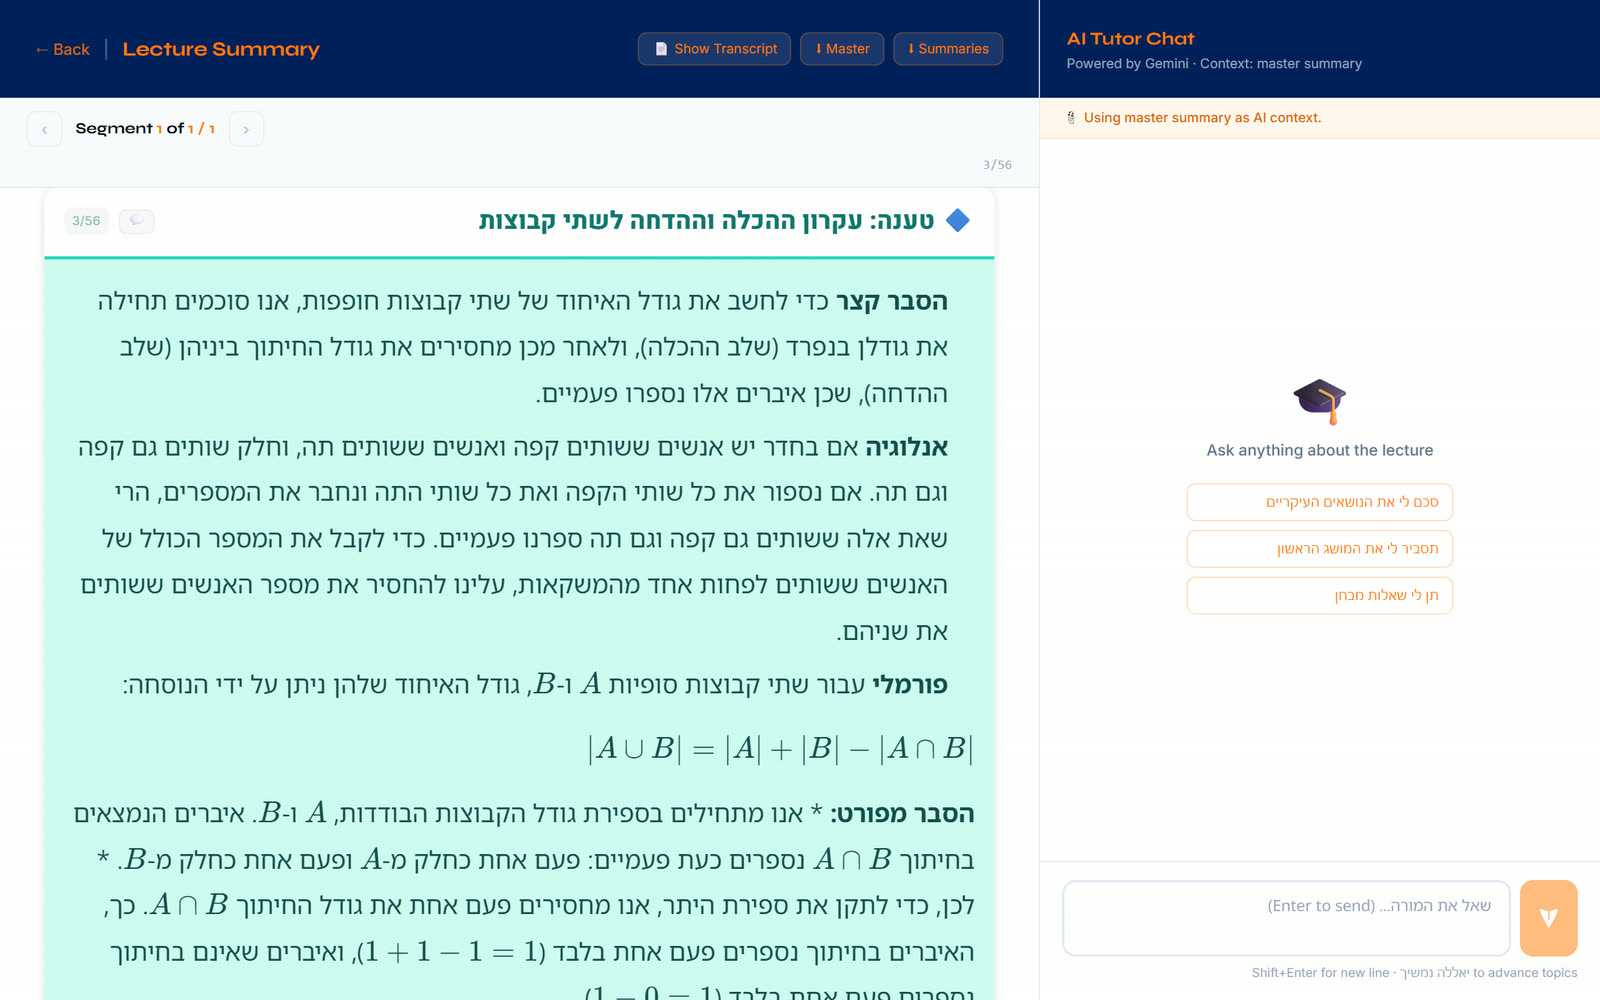 ← Back
Lecture Summary
Show Transcript
⬇ Master
⬇ Summaries
AI Tutor Chat
Powered by Gemini · Context: master summary
Using master summary as AI context.
‹ Segment 1 of 1 / 1 ›
3/56
טענה: עקרון ההכלה וההדחה לשתי קבוצות
3/56
הסבר קצר כדי לחשב את גודל האיחוד של שתי קבוצות חופפות, אנו סוכמים תחילה
את גודלן בנפרד (שלב ההכלה), ולאחר מכן מחסירים את גודל החיתוך ביניהן (שלב
ההדחה), שכן איברים אלו נספרו פעמיים.
אנלוגיה אם בחדר יש אנשים ששותים קפה ואנשים ששותים תה, וחלק שותים גם קפה
וגם תה. אם נספור את כל שותי הקפה ואת כל שותי התה ונחבר את המספרים, הרי
שאת אלה ששותים גם קפה וגם תה ספרנו פעמיים. כדי לקבל את המספר הכולל של
האנשים ששותים לפחות אחד מהמשקאות, עלינו להחסיר את מספר האנשים ששותים
את שניהם.
פורמלי עבור שתי קבוצות סופיות A ו-B, גודל האיחוד שלהן ניתן על ידי הנוסחה:
|A ∪ B| = |A| + |B| − |A ∩ B|
הסבר מפורט: * אנו מתחילים בספירת גודל הקבוצות הבודדות, A ו-B. איברים הנמצאים
בחיתוך A ∩ B נספרים כעת פעמיים: פעם אחת כחלק מ-A ופעם אחת כחלק מ-B. *
לכן, כדי לתקן את ספירת היתר, אנו מחסירים פעם אחת את גודל החיתוך A ∩ B. כך,
האיברים בחיתוך נספרים פעם אחת בלבד (1 + 1 − 1 = 1), ואיברים שאינם בחיתוך
נספרים פעם אחת בלבד (1 − 0 = 1)
Ask anything about the lecture
סכם לי את הנושאים העיקריים
תסביר לי את המושג הראשון
תן לי שאלות מבחן
שאל את המורה... (Enter to send)
Shift+Enter for new line · יאללה נמשיך to advance topics